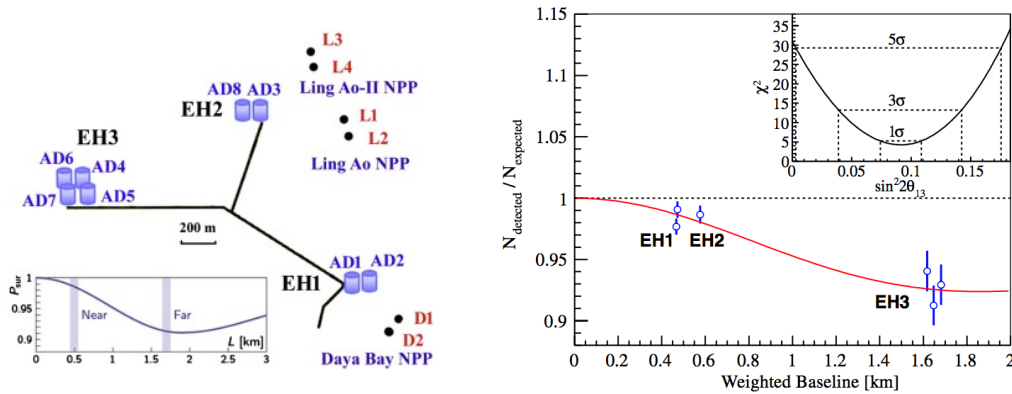 L3
L4
Ling Ao-II NPP
AD8 AD3
EH2
L1
L2
Ling Ao NPP
EH3
AD6
AD4
AD7
AD5
200 m
AD1
AD2
EH1
D1
D2
Daya Bay NPP
P_sur
1
0.95
0.9
Near
Far
0
0.5
1
1.5
2
2.5
3
L [km]
N_detected / N_expected
1.15
1.1
1.05
1
0.95
0.9
EH1
EH2
EH3
0
0.2
0.4
0.6
0.8
1
1.2
1.4
1.6
1.8
2
Weighted Baseline [km]
χ²
40
35
30
25
20
15
10
5
0
5σ
3σ
1σ
0
0.05
0.1
0.15
sin²2θ₁₃